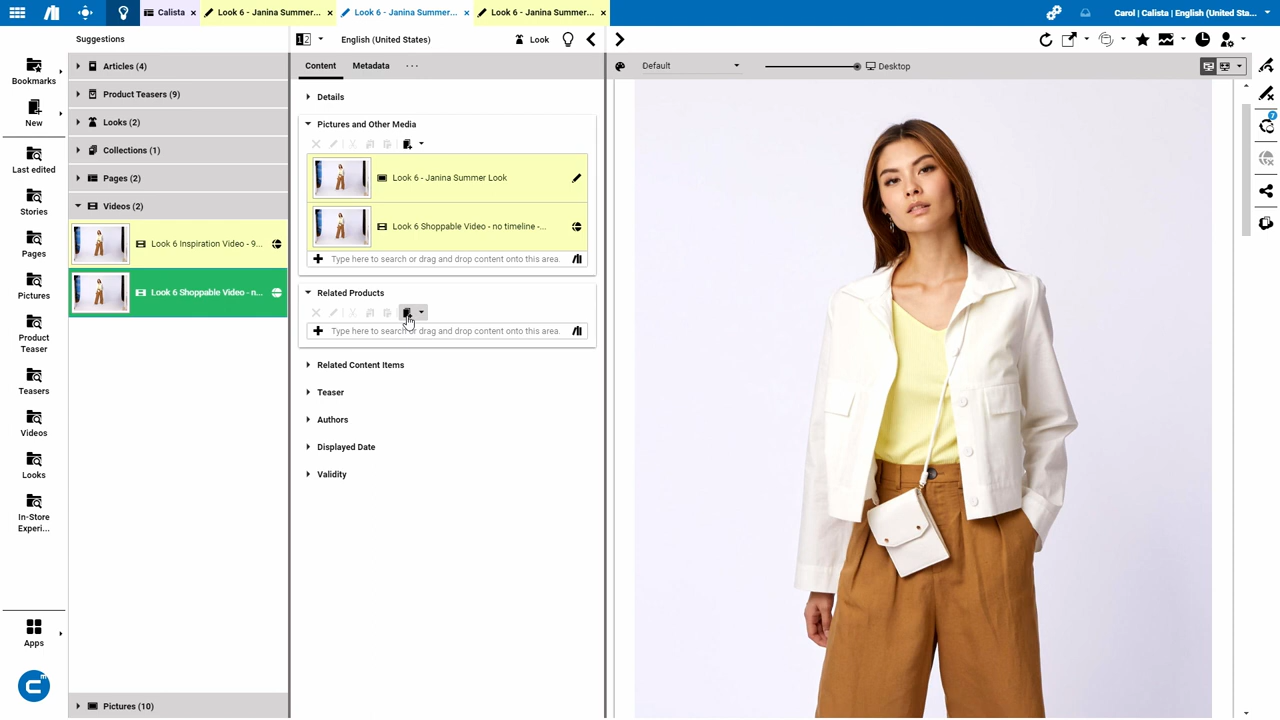 Calista
Look 6 - Janina Summer...
Look 6 - Janina Summer...
Look 6 - Janina Summer...
Carol | Calista | English (United Sta...
Suggestions
English (United States)
Look
Bookmarks
New
Last edited
Stories
Pages
Pictures
Product
Teaser
Teasers
Videos
Looks
In-Store
Experi...
Apps
Articles (4)
Product Teasers (9)
Looks (2)
Collections (1)
Pages (2)
Videos (2)
Look 6 Inspiration Video - 9...
Look 6 Shoppable Video - n...
Pictures (10)
Content
Metadata
Details
Pictures and Other Media
Look 6 - Janina Summer Look
Look 6 Shoppable Video - no timeline -...
Type here to search or drag and drop content onto this area.
Related Products
Type here to search or drag and drop content onto this area.
Related Content Items
Teaser
Authors
Displayed Date
Validity
Default
Desktop
7